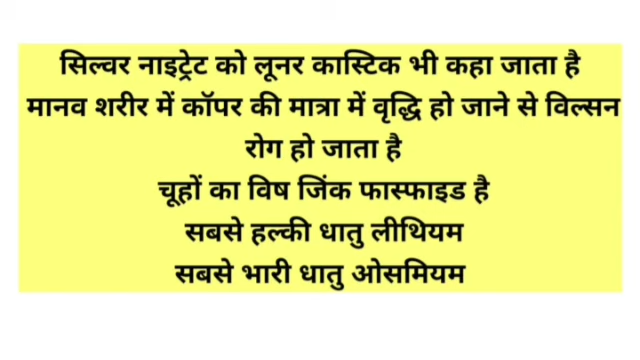 सिल्वर नाइट्रेट को लूनर कास्टिक भी कहा जाता है
मानव शरीर में कॉपर की मात्रा में वृद्धि हो जाने से विल्सन
रोग हो जाता है
चूहों का विष जिंक फास्फाइड है
सबसे हल्की धातु लीथियम
सबसे भारी धातु ओसमियम